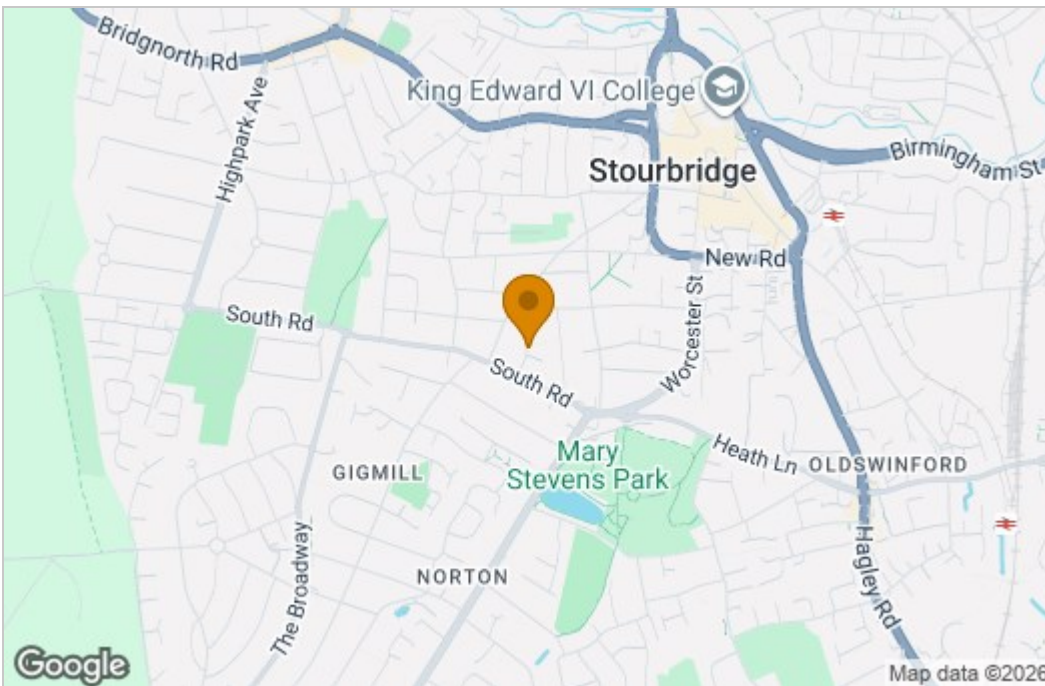 Bridgnorth Rd
Highpark Ave
King Edward VI College
Stourbridge
Birmingham St
New Rd
South Rd
Worcester St
South Rd
Mary
Stevens Park
Heath Ln
OLDSWINFORD
GIGMILL
NORTON
The Broadway
Hagley Rd
Google
Map data ©2026